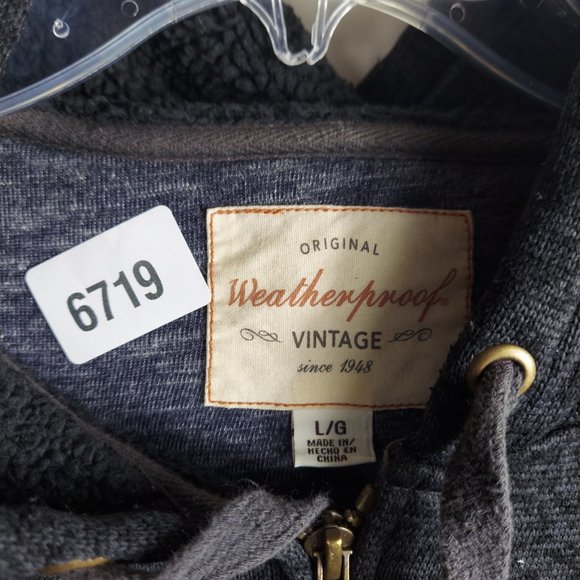 6719
ORIGINAL
Weatherproof
VINTAGE
since 1948
L/G
MADE IN/
HECHO EN
CHINA